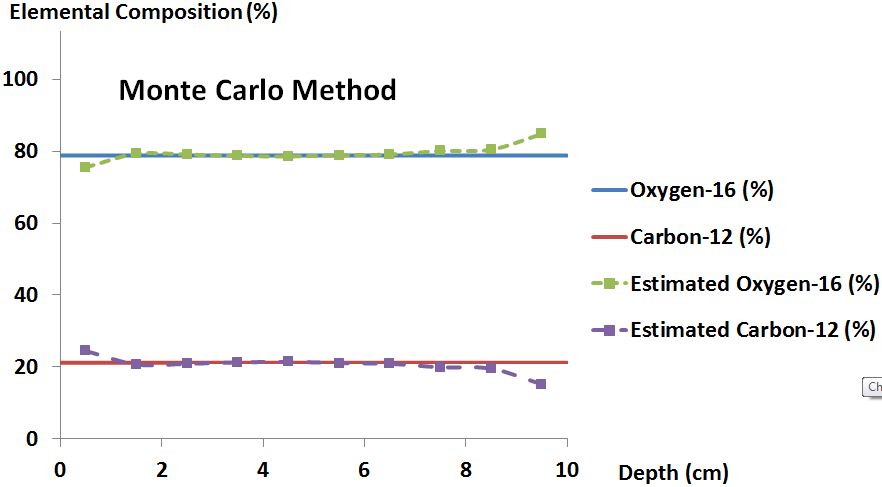 Elemental Composition (%)
Monte Carlo Method
100
80
60
40
20
0
0 2 4 6 8 10
Depth (cm)
Oxygen-16 (%)
Carbon-12 (%)
Estimated Oxygen-16 (%)
Estimated Carbon-12 (%)
Ch